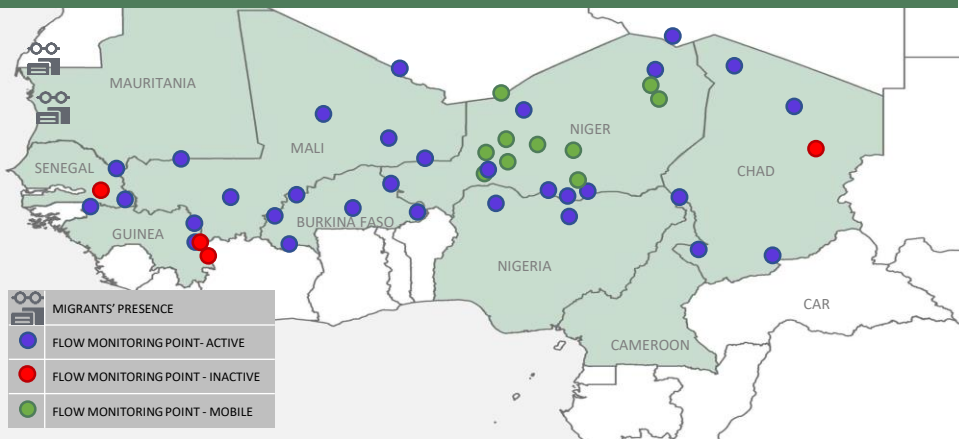 MAURITANIA
MALI
NIGER
CHAD
SENEGAL
BURKINA FASO
GUINEA
NIGERIA
CAR
CAMEROON
MIGRANTS' PRESENCE
FLOW MONITORING POINT- ACTIVE
FLOW MONITORING POINT - INACTIVE
FLOW MONITORING POINT - MOBILE